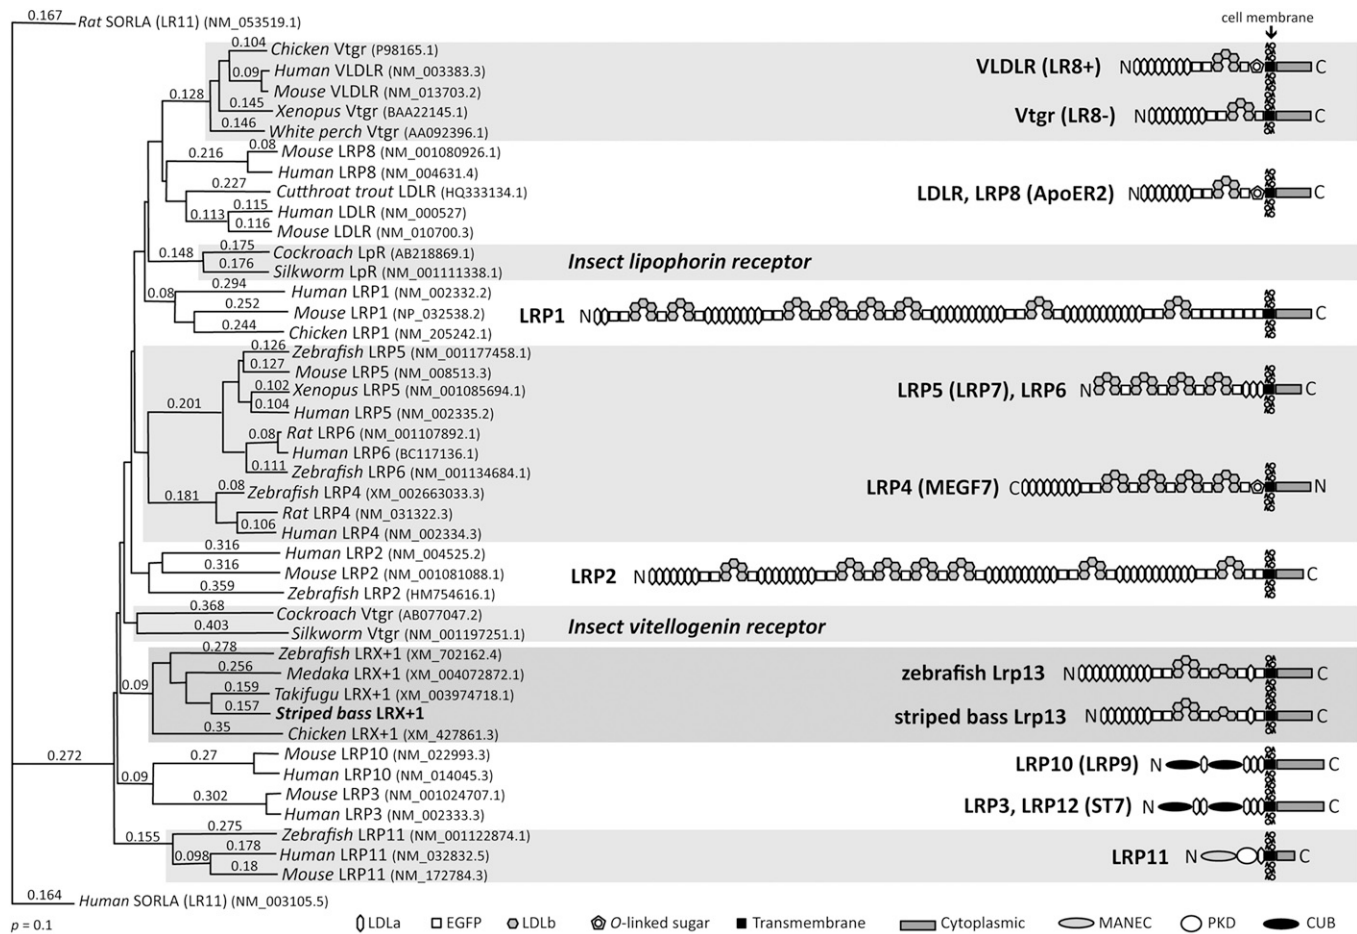 0.167
Rat SORLA (LR11) (NM_053519.1)
cell membrane
0.104
Chicken Vtgr (P98165.1)
0.09
Human VLDLR (NM_003383.3)
VLDLR (LR8+) N C
Mouse VLDLR (NM_013703.2)
0.128
0.145
Xenopus Vtgr (BAA22145.1)
Vtgr (LR8-) N C
0.146
White perch Vtgr (AA092396.1)
0.08
Mouse LRP8 (NM_001080926.1)
0.216
Human LRP8 (NM_004631.4)
0.227
Cutthroat trout LDLR (HQ333134.1)
LDLR, LRP8 (ApoER2) N C
0.115
Human LDLR (NM_000527)
0.113
0.116
Mouse LDLR (NM_010700.3)
0.175
Cockroach LpR (AB218869.1)
0.148
Insect lipophorin receptor
0.176
Silkworm LpR (NM_001111338.1)
0.294
Human LRP1 (NM_002332.2)
0.08
0.252
Mouse LRP1 (NP_032538.2)
LRP1 N C
0.244
Chicken LRP1 (NM_205242.1)
0.126
Zebrafish LRP5 (NM_001177458.1)
0.127
Mouse LRP5 (NM_008513.3)
0.102
Xenopus LRP5 (NM_001085694.1)
LRP5 (LRP7), LRP6 N C
0.201
0.104
Human LRP5 (NM_002335.2)
0.08
Rat LRP6 (NM_001107892.1)
Human LRP6 (BC117136.1)
0.111
Zebrafish LRP6 (NM_001134684.1)
0.08
Zebrafish LRP4 (XM_002663033.3)
LRP4 (MEGF7) C N
0.181
Rat LRP4 (NM_031322.3)
0.106
Human LRP4 (NM_002334.3)
0.316
Human LRP2 (NM_004525.2)
0.316
Mouse LRP2 (NM_001081088.1)
LRP2 N C
0.359
Zebrafish LRP2 (HM754616.1)
0.368
Cockroach Vtgr (AB077047.2)
Insect vitellogenin receptor
0.403
Silkworm Vtgr (NM_001197251.1)
0.278
Zebrafish LRX+1 (XM_702162.4)
0.256
Medaka LRX+1 (XM_004072872.1)
zebrafish Lrp13 N C
0.09
0.159
Takifugu LRX+1 (XM_003974718.1)
0.157
Striped bass LRX+1
striped bass Lrp13 N C
0.35
Chicken LRX+1 (XM_427861.3)
0.272
0.27
Mouse LRP10 (NM_022993.3)
LRP10 (LRP9) N C
0.09
Human LRP10 (NM_014045.3)
0.302
Mouse LRP3 (NM_001024707.1)
LRP3, LRP12 (ST7) N C
Human LRP3 (NM_002333.3)
0.155
0.275
Zebrafish LRP11 (NM_001122874.1)
0.178
Human LRP11 (NM_032832.5)
LRP11 N C
0.098
0.18
Mouse LRP11 (NM_172784.3)
0.164
Human SORLA (LR11) (NM_003105.5)
p = 0.1
LDLa EGFP LDLb O-linked sugar Transmembrane Cytoplasmic MANEC PKD CUB